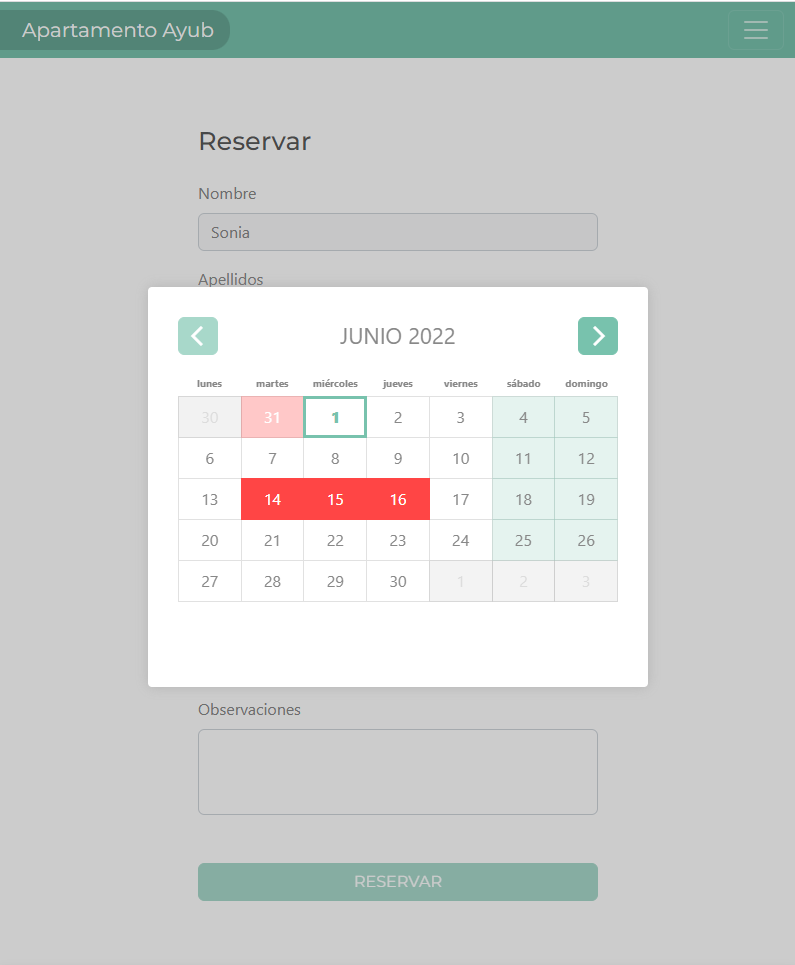 Apartamento Ayub
Reservar
Nombre
Sonia
Apellidos
JUNIO 2022
lunes martes miércoles jueves viernes sábado domingo
30 31 1 2 3 4 5
6 7 8 9 10 11 12
13 14 15 16 17 18 19
20 21 22 23 24 25 26
27 28 29 30 1 2 3
Observaciones
RESERVAR